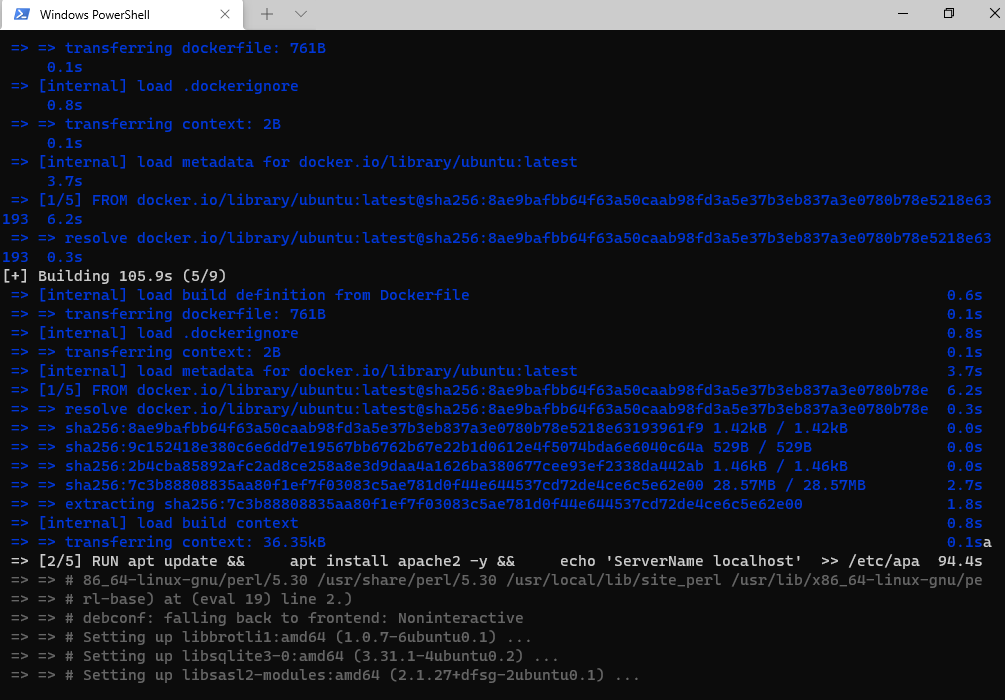 Windows PowerShell
=> => transferring dockerfile: 761B
0.1s
=> [internal] load .dockerignore
0.8s
=> => transferring context: 2B
0.1s
=> [internal] load metadata for docker.io/library/ubuntu:latest
3.7s
=> [1/5] FROM docker.io/library/ubuntu:latest@sha256:8ae9bafbb64f63a50caab98fd3a5e37b3eb837a3e0780b78e5218e63
193  6.2s
=> => resolve docker.io/library/ubuntu:latest@sha256:8ae9bafbb64f63a50caab98fd3a5e37b3eb837a3e0780b78e5218e63
193  0.3s
[+] Building 105.9s (5/9)
=> [internal] load build definition from Dockerfile 0.6s
=> => transferring dockerfile: 761B 0.1s
=> [internal] load .dockerignore 0.8s
=> => transferring context: 2B 0.1s
=> [internal] load metadata for docker.io/library/ubuntu:latest 3.7s
=> [1/5] FROM docker.io/library/ubuntu:latest@sha256:8ae9bafbb64f63a50caab98fd3a5e37b3eb837a3e0780b78e 6.2s
=> => resolve docker.io/library/ubuntu:latest@sha256:8ae9bafbb64f63a50caab98fd3a5e37b3eb837a3e0780b78e 0.3s
=> => sha256:8ae9bafbb64f63a50caab98fd3a5e37b3eb837a3e0780b78e5218e63193961f9 1.42kB / 1.42kB 0.0s
=> => sha256:9c152418e380c6e6dd7e19567bb6762b67e22b1d0612e4f5074bda6e6040c64a 529B / 529B 0.0s
=> => sha256:2b4cba85892afc2ad8ce258a8e3d9daa4a1626ba380677cee93ef2338da442ab 1.46kB / 1.46kB 0.0s
=> => sha256:7c3b88808835aa80f1ef7f03083c5ae781d0f44e644537cd72de4ce6c5e62e00 28.57MB / 28.57MB 2.7s
=> => extracting sha256:7c3b88808835aa80f1ef7f03083c5ae781d0f44e644537cd72de4ce6c5e62e00 1.8s
=> [internal] load build context 0.8s
=> => transferring context: 36.35kB 0.1sa
=> [2/5] RUN apt update &&     apt install apache2 -y &&     echo 'ServerName localhost'  >> /etc/apa  94.4s
=> => # 86_64-linux-gnu/perl/5.30 /usr/share/perl/5.30 /usr/local/lib/site_perl /usr/lib/x86_64-linux-gnu/pe
=> => # rl-base) at (eval 19) line 2.)
=> => # debconf: falling back to frontend: Noninteractive
=> => # Setting up libbrotli1:amd64 (1.0.7-6ubuntu0.1) ...
=> => # Setting up libsqlite3-0:amd64 (3.31.1-4ubuntu0.2) ...
=> => # Setting up libsasl2-modules:amd64 (2.1.27+dfsg-2ubuntu0.1) ...